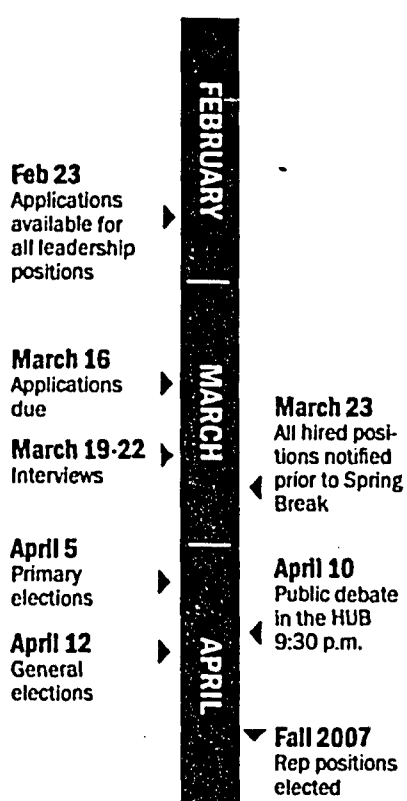 FEBRUARY
Feb 23
Applications
available for
all leadership
positions
MARCH
March 16
Applications
due
March 19-22
Interviews
March 23
All hired posi-
tions notified
prior to Spring
Break
APRIL
April 5
Primary
elections
April 10
Public debate
in the HUB
9:30 p.m.
April 12
General
elections
Fall 2007
Rep positions
elected